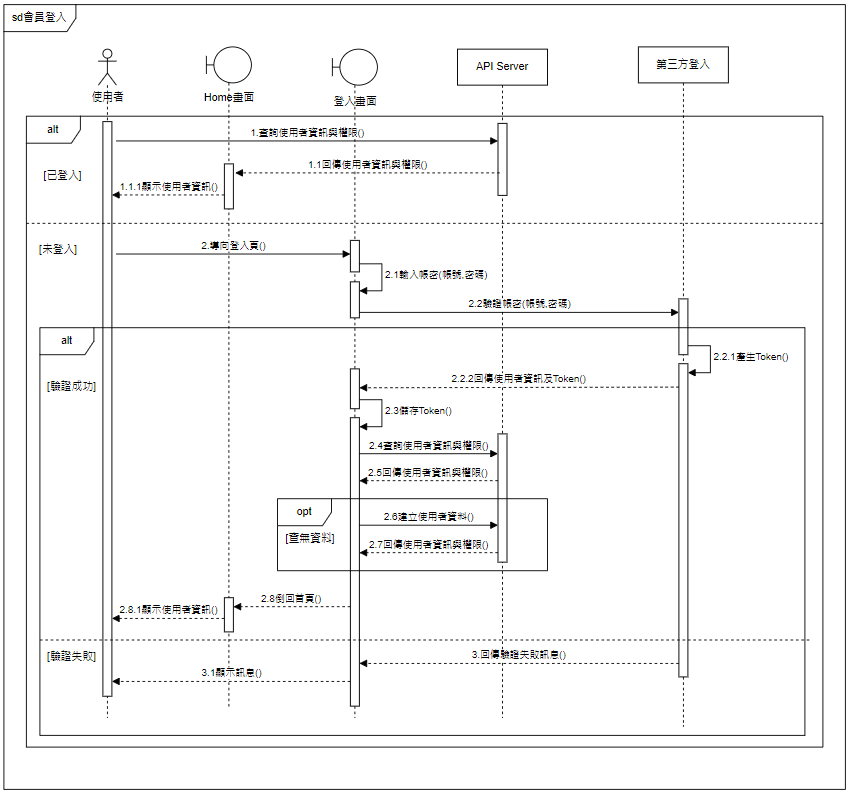 sd會員登入
使用者
Home畫面
登入畫面
API Server
第三方登入
alt
1.查詢使用者資訊與權限()
1.1回傳使用者資訊與權限()
[已登入]
1.1.1顯示使用者資訊()
[未登入]
2.導向登入頁()
2.1輸入帳密(帳號,密碼)
2.2驗證帳密(帳號,密碼)
alt
2.2.1產生Token()
[驗證成功]
2.2.2回傳使用者資訊及Token()
2.3儲存Token()
2.4查詢使用者資訊與權限()
2.5回傳使用者資訊與權限()
opt
2.6建立使用者資料()
[查無資料]
2.7回傳使用者資訊與權限()
2.8倒回首頁()
2.8.1顯示使用者資訊()
[驗證失敗]
3.回傳驗證失敗訊息()
3.1顯示訊息()